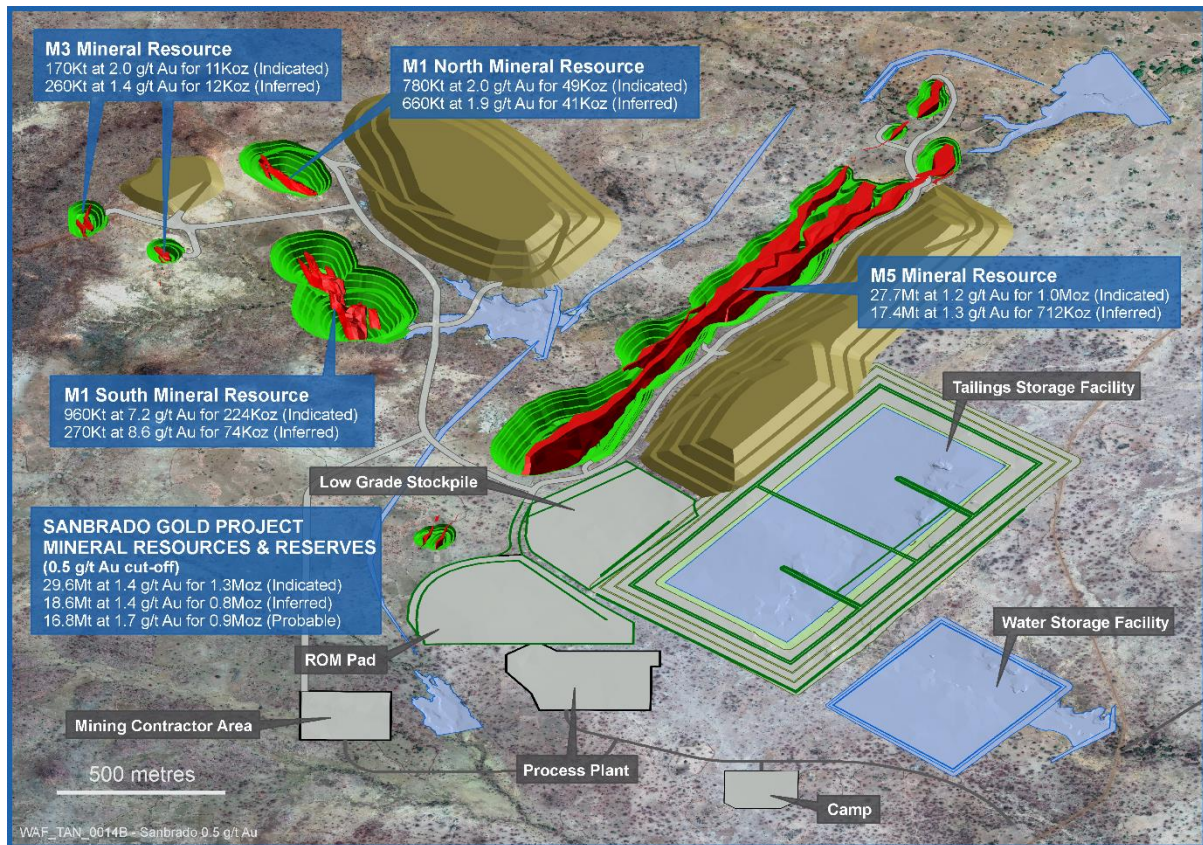 M3 Mineral Resource
170Kt at 2.0 g/t Au for 11Koz (Indicated)
260Kt at 1.4 g/t Au for 12Koz (Inferred)
M1 North Mineral Resource
780Kt at 2.0 g/t Au for 49Koz (Indicated)
660Kt at 1.9 g/t Au for 41Koz (Inferred)
M5 Mineral Resource
27.7Mt at 1.2 g/t Au for 1.0Moz (Indicated)
17.4Mt at 1.3 g/t Au for 712Koz (Inferred)
M1 South Mineral Resource
960Kt at 7.2 g/t Au for 224Koz (Indicated)
270Kt at 8.6 g/t Au for 74Koz (Inferred)
Tailings Storage Facility
Low Grade Stockpile
SANBRADO GOLD PROJECT
MINERAL RESOURCES & RESERVES
(0.5 g/t Au cut-off)
29.6Mt at 1.4 g/t Au for 1.3Moz (Indicated)
18.6Mt at 1.4 g/t Au for 0.8Moz (Inferred)
16.8Mt at 1.7 g/t Au for 0.9Moz (Probable)
Water Storage Facility
ROM Pad
Mining Contractor Area
Process Plant
500 metres
Camp
WAF_TAN_0014B - Sanbrado 0.5 g/t Au